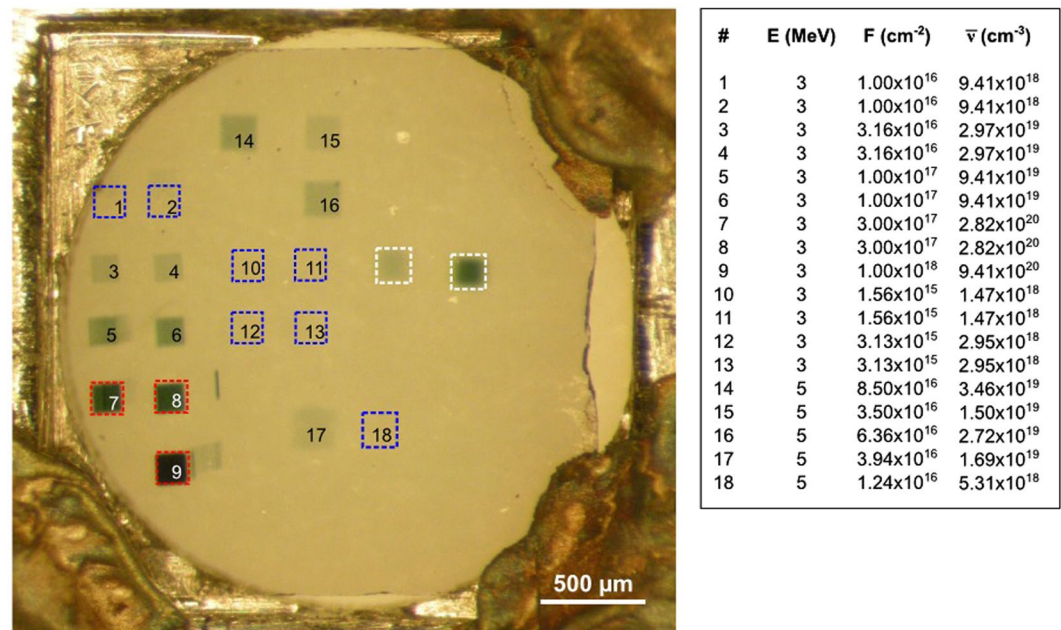 14 15
1 2 16
3 4 10 11
5 6 12 13
7 8
17 18
9
500 µm
# E (MeV) F (cm⁻²) v̅ (cm⁻³)
1 3 1.00x10¹⁶ 9.41x10¹⁸
2 3 1.00x10¹⁶ 9.41x10¹⁸
3 3 3.16x10¹⁶ 2.97x10¹⁹
4 3 3.16x10¹⁶ 2.97x10¹⁹
5 3 1.00x10¹⁷ 9.41x10¹⁹
6 3 1.00x10¹⁷ 9.41x10¹⁹
7 3 3.00x10¹⁷ 2.82x10²⁰
8 3 3.00x10¹⁷ 2.82x10²⁰
9 3 1.00x10¹⁸ 9.41x10²⁰
10 3 1.56x10¹⁵ 1.47x10¹⁸
11 3 1.56x10¹⁵ 1.47x10¹⁸
12 3 3.13x10¹⁵ 2.95x10¹⁸
13 3 3.13x10¹⁵ 2.95x10¹⁸
14 5 8.50x10¹⁶ 3.46x10¹⁹
15 5 3.50x10¹⁶ 1.50x10¹⁹
16 5 6.36x10¹⁶ 2.72x10¹⁹
17 5 3.94x10¹⁶ 1.69x10¹⁹
18 5 1.24x10¹⁶ 5.31x10¹⁸